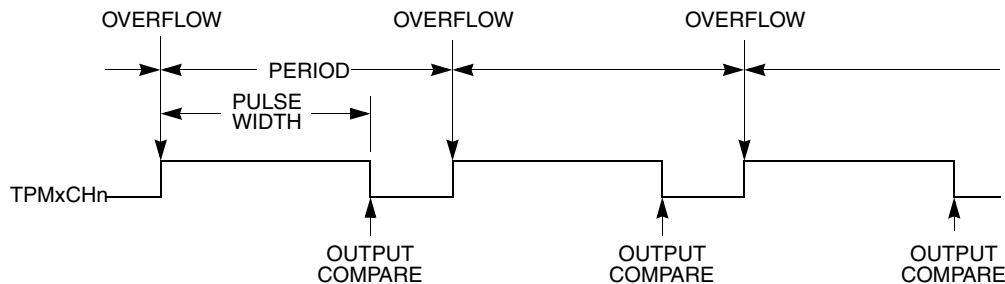 OVERFLOW
OVERFLOW
OVERFLOW
PERIOD
PULSE
WIDTH
TPMxCHn
OUTPUT
COMPARE
OUTPUT
COMPARE
OUTPUT
COMPARE